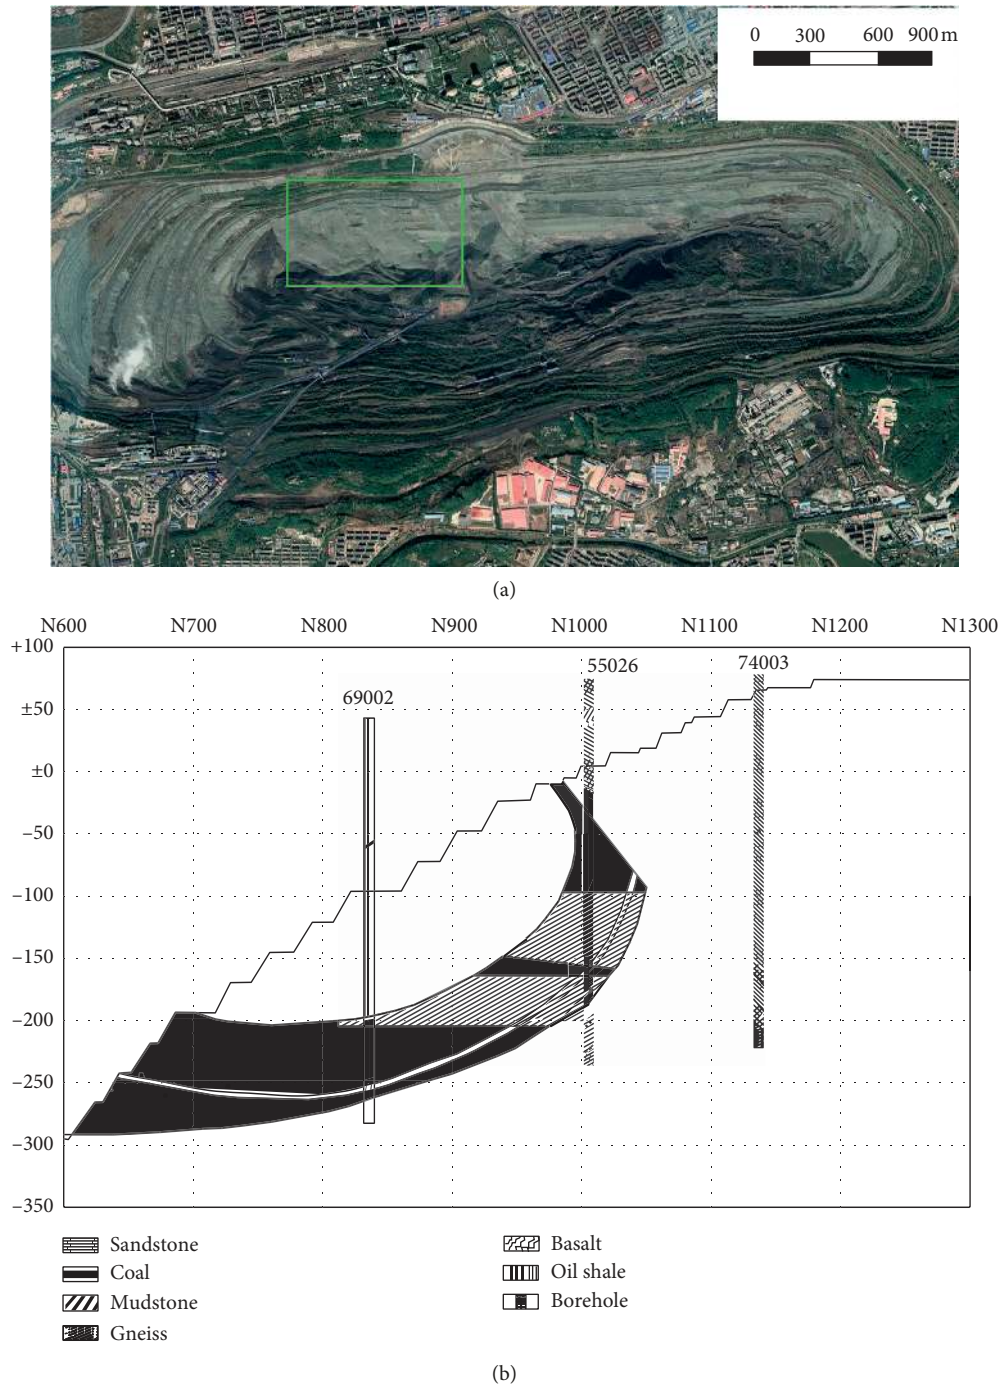 0 300 600 900 m
(a)
N600 N700 N800 N900 N1000 N1100 N1200 N1300
+100
±50
±0
−50
−100
−150
−200
−250
−300
−350
69002
55026
74003
Sandstone
Coal
Mudstone
Gneiss
Basalt
Oil shale
Borehole
(b)